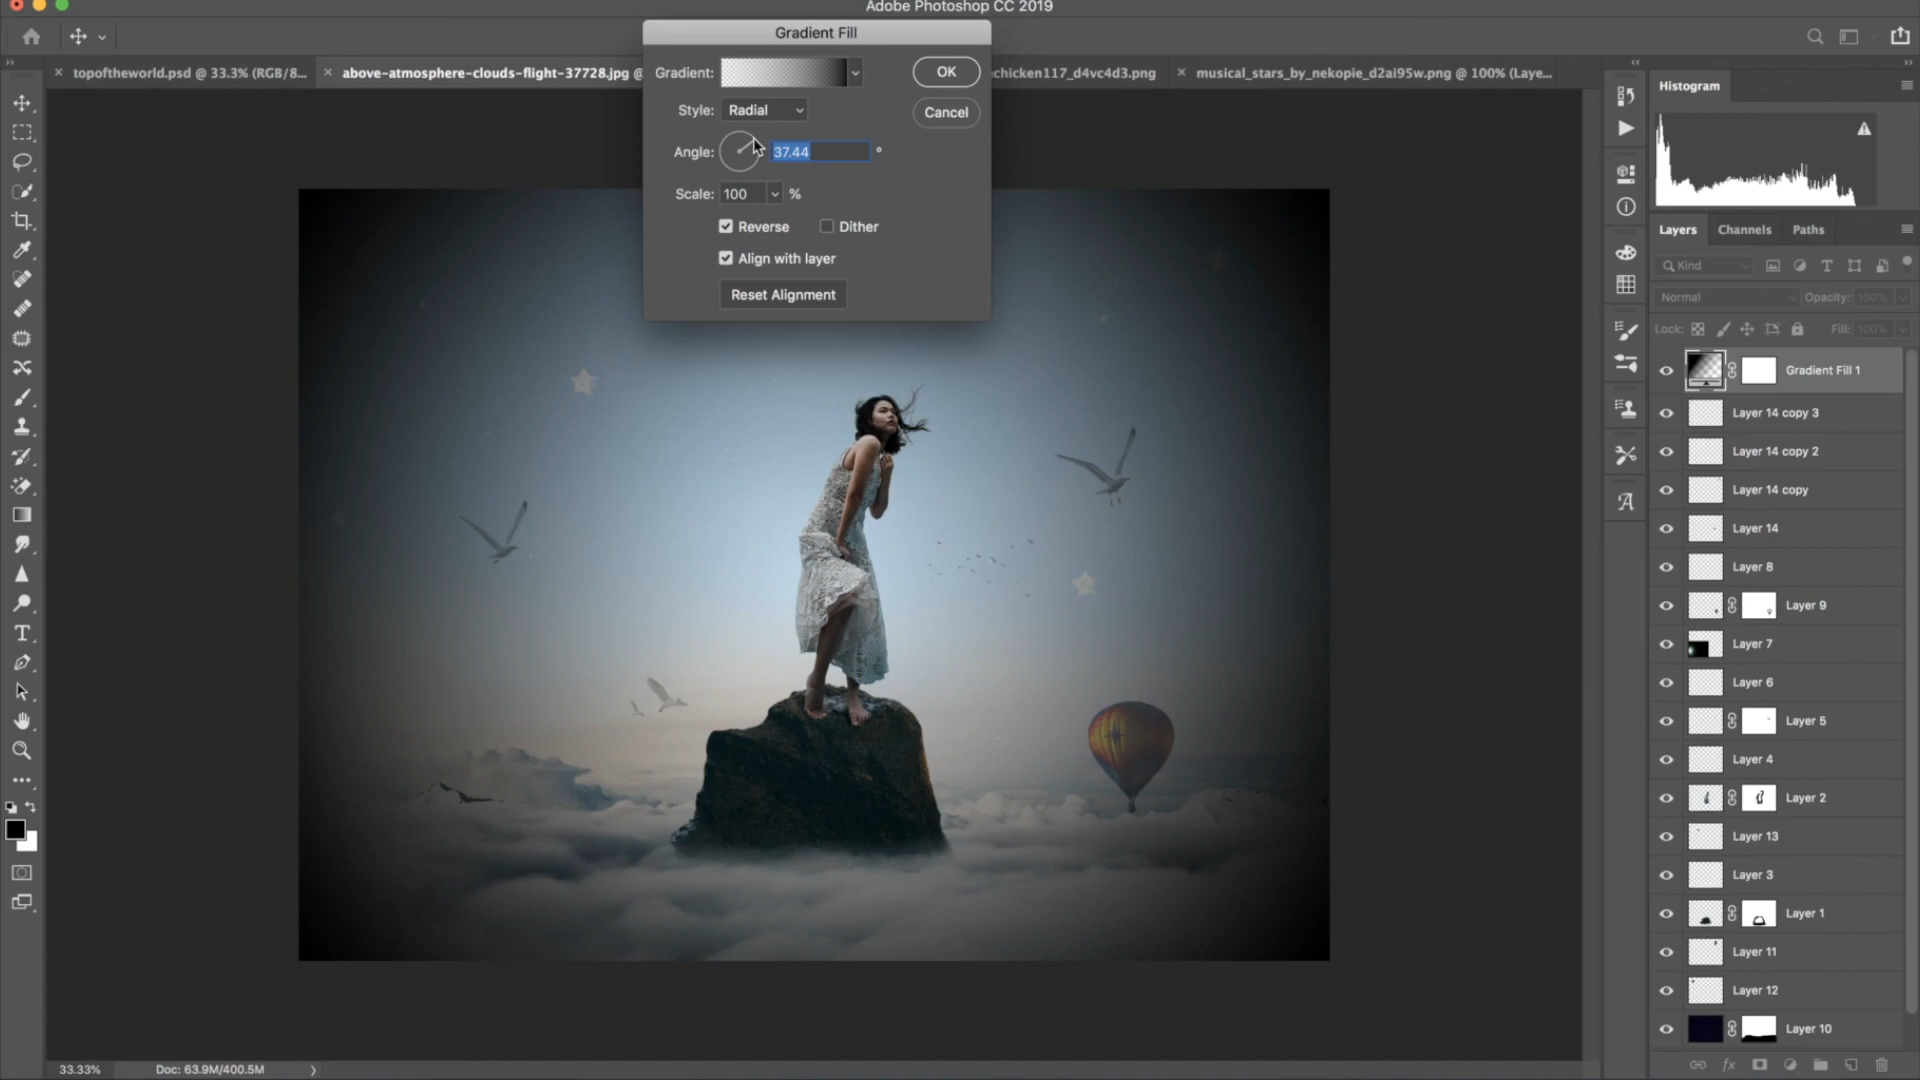 Adobe Photoshop CC 2019
topoftheworld.psd @ 33.3% (RGB/8...
above-atmosphere-clouds-flight-37728.jpg @
chicken117_d4vc4d3.png
musical_stars_by_nekopie_d2ai95w.png @ 100% (Laye...
Gradient Fill
Gradient:
OK
Style: Radial
Cancel
Angle: 37.44 °
Scale: 100 %
Reverse
Dither
Align with layer
Reset Alignment
Histogram
Layers
Channels
Paths
Kind
Normal
Opacity: 100%
Lock:
Fill: 100%
Gradient Fill 1
Layer 14 copy 3
Layer 14 copy 2
Layer 14 copy
Layer 14
Layer 8
Layer 9
Layer 7
Layer 6
Layer 5
Layer 4
Layer 2
Layer 13
Layer 3
Layer 1
Layer 11
Layer 12
Layer 10
33.33%
Doc: 63.9M/400.5M